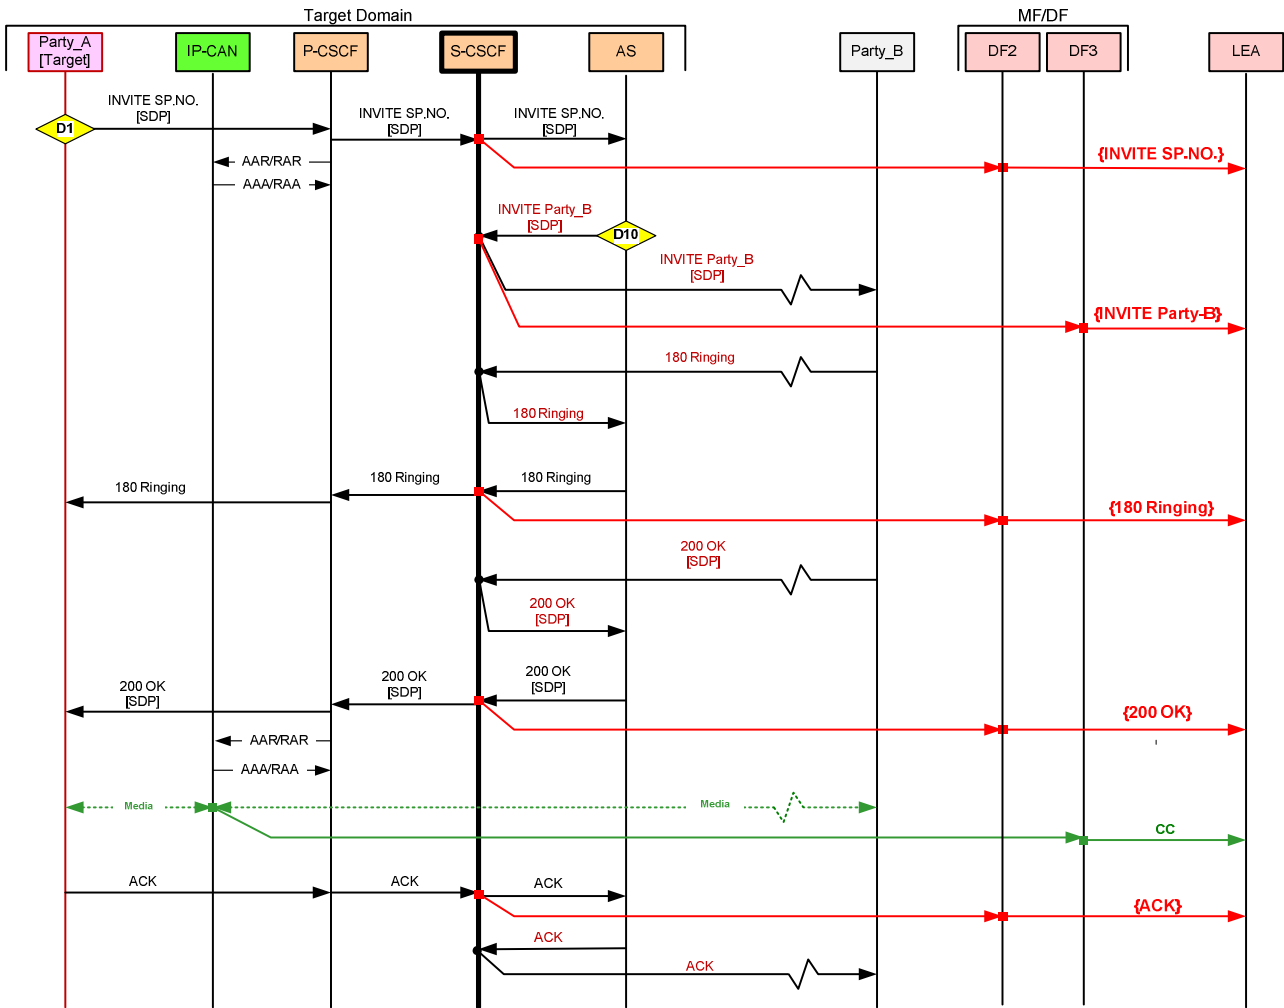 Target Domain
MF/DF
Party_A
[Target]
IP-CAN
P-CSCF
S-CSCF
AS
Party_B
DF2
DF3
LEA
INVITE SP.NO.
[SDP]
D1
INVITE SP.NO.
[SDP]
INVITE SP.NO.
[SDP]
{INVITE SP.NO.}
AAR/RAR
AAA/RAA
INVITE Party_B
[SDP]
D10
INVITE Party_B
[SDP]
{INVITE Party-B}
180 Ringing
180 Ringing
180 Ringing
180 Ringing
180 Ringing
{180 Ringing}
200 OK
[SDP]
200 OK
[SDP]
200 OK
[SDP]
200 OK
[SDP]
200 OK
[SDP]
{200 OK}
AAR/RAR
AAA/RAA
Media
Media
CC
ACK
ACK
ACK
{ACK}
ACK
ACK